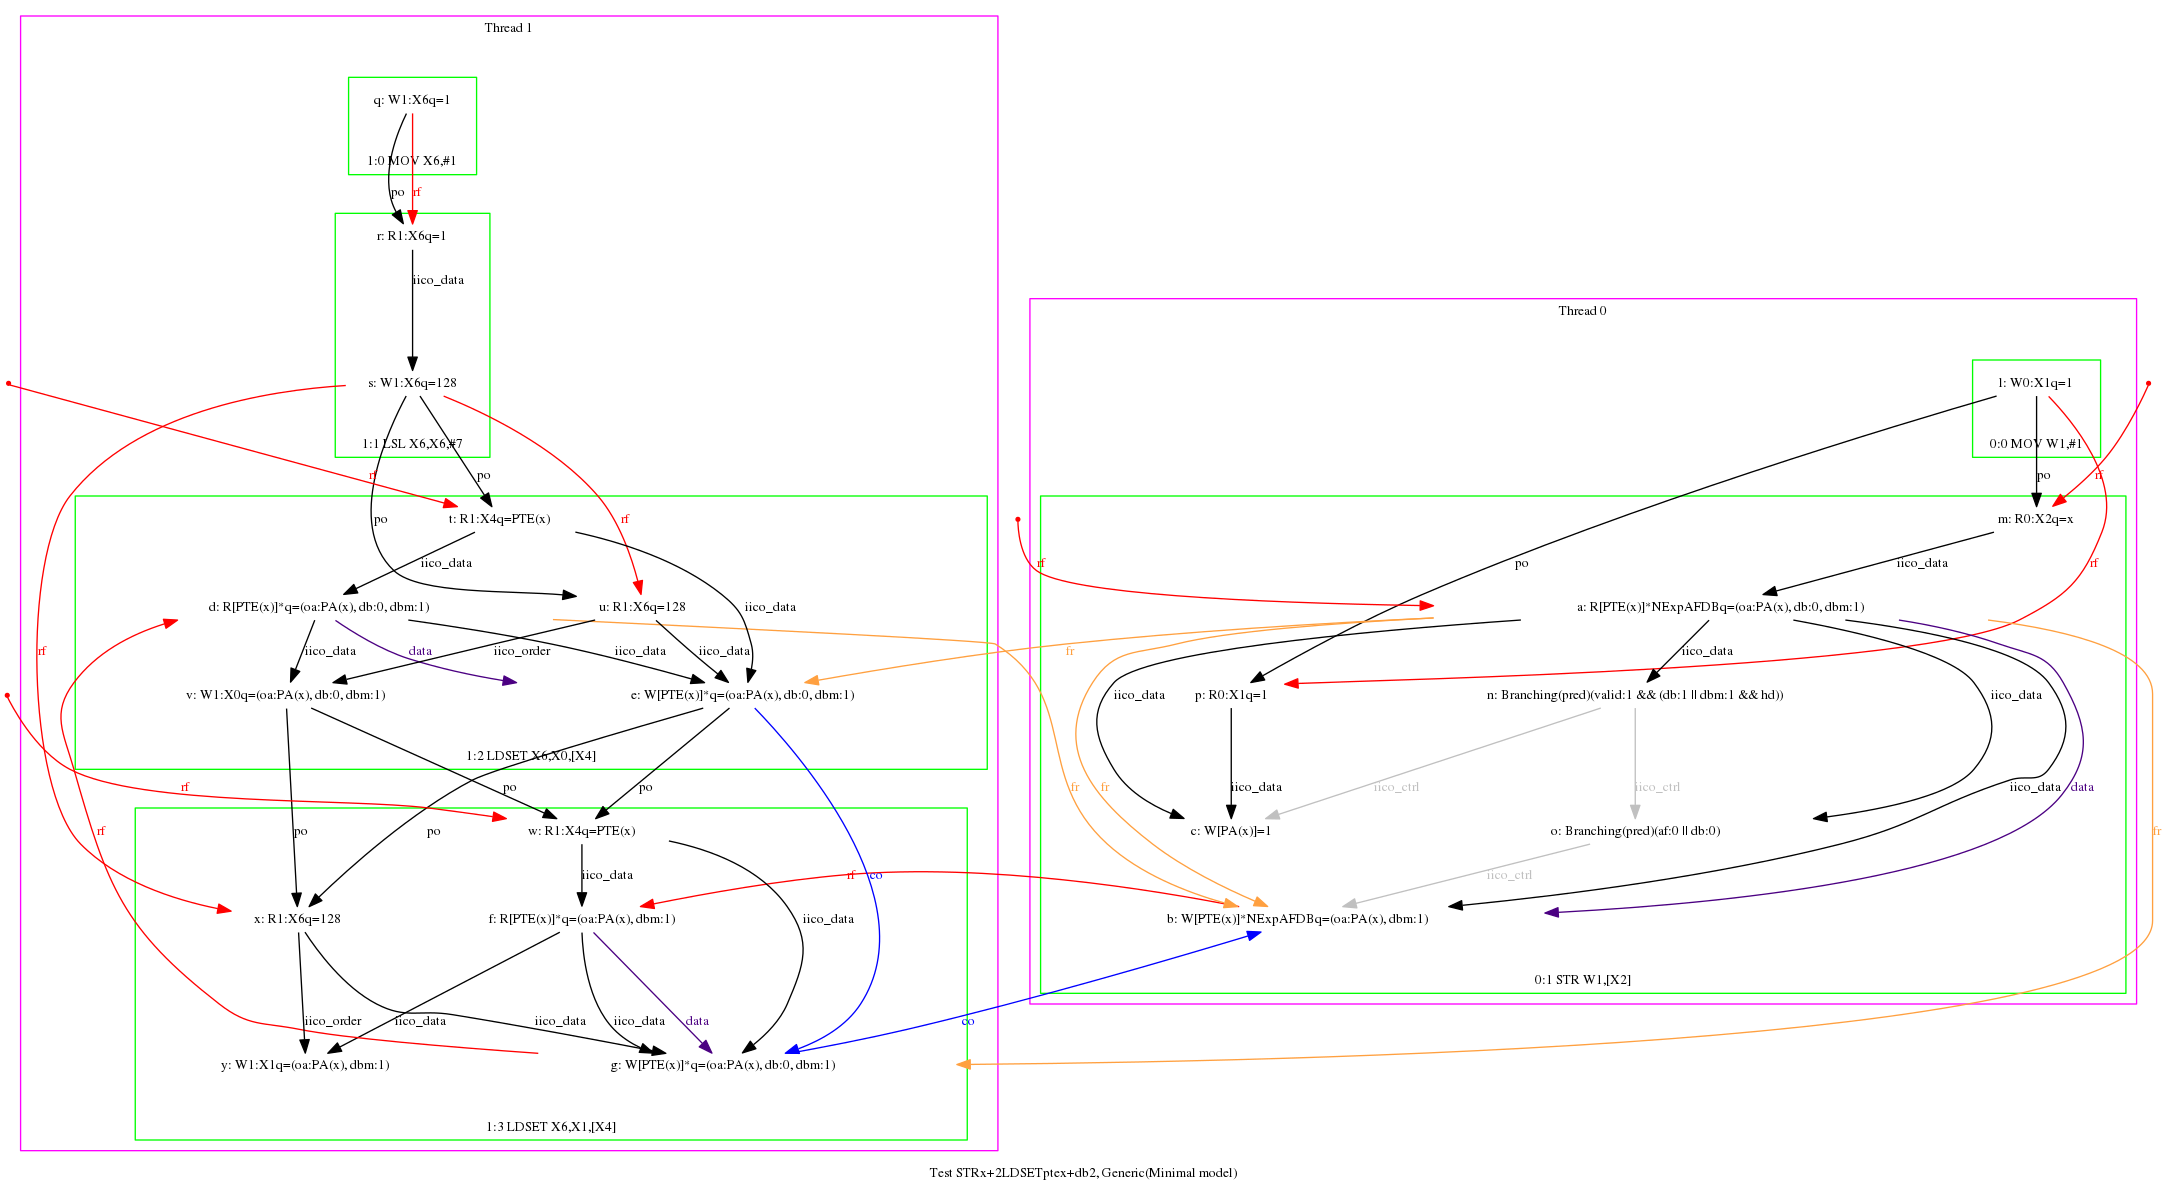 Thread 1
q: W1:X6q=1
1:0 MOV X6,#1
po
rf
r: R1:X6q=1
iico_data
s: W1:X6q=128
1:1 LSL X6,X6,#7
rf
po
po
rf
rf
t: R1:X4q=PTE(x)
iico_data
iico_data
d: R[PTE(x)]*q=(oa:PA(x), db:0, dbm:1)
u: R1:X6q=128
iico_data
data
iico_order
iico_data
iico_data
v: W1:X0q=(oa:PA(x), db:0, dbm:1)
e: W[PTE(x)]*q=(oa:PA(x), db:0, dbm:1)
1:2 LDSET X6,X0,[X4]
rf
po
po
rf
po
po
w: R1:X4q=PTE(x)
iico_data
rf
co
iico_data
x: R1:X6q=128
f: R[PTE(x)]*q=(oa:PA(x), dbm:1)
iico_order
iico_data
iico_data
iico_data
data
co
y: W1:X1q=(oa:PA(x), dbm:1)
g: W[PTE(x)]*q=(oa:PA(x), db:0, dbm:1)
1:3 LDSET X6,X1,[X4]
Thread 0
l: W0:X1q=1
0:0 MOV W1,#1
po
rf
m: R0:X2q=x
rf
po
iico_data
rf
a: R[PTE(x)]*NExpAFDBq=(oa:PA(x), db:0, dbm:1)
fr
iico_data
iico_data
p: R0:X1q=1
n: Branching(pred)(valid:1 && (db:1 || dbm:1 && hd))
iico_data
fr
fr
iico_data
iico_ctrl
iico_ctrl
iico_data
data
c: W[PA(x)]=1
o: Branching(pred)(af:0 || db:0)
fr
iico_ctrl
b: W[PTE(x)]*NExpAFDBq=(oa:PA(x), dbm:1)
0:1 STR W1,[X2]
Test STRx+2LDSETptex+db2, Generic(Minimal model)